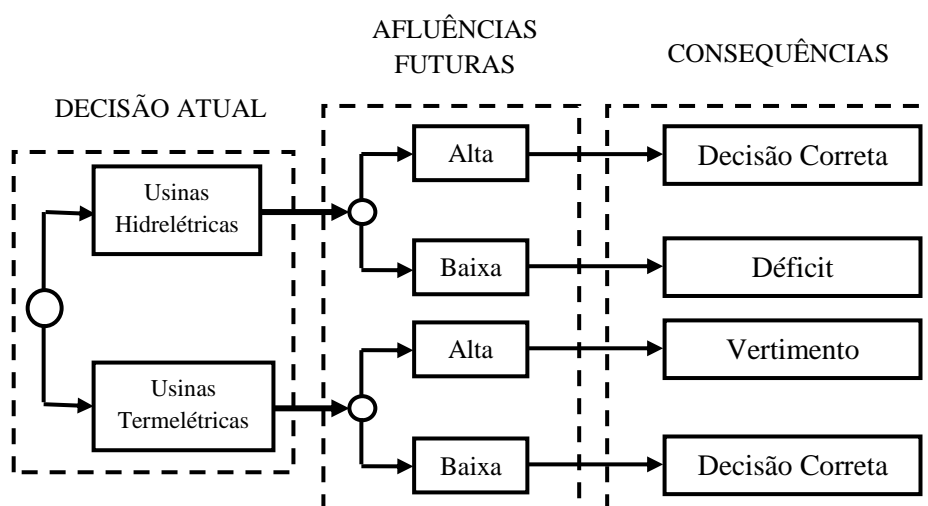 AFLUÊNCIAS
FUTURAS
CONSEQUÊNCIAS
DECISÃO ATUAL
Usinas
Hidrelétricas
Alta
Decisão Correta
Baixa
Déficit
Usinas
Termelétricas
Alta
Vertimento
Baixa
Decisão Correta